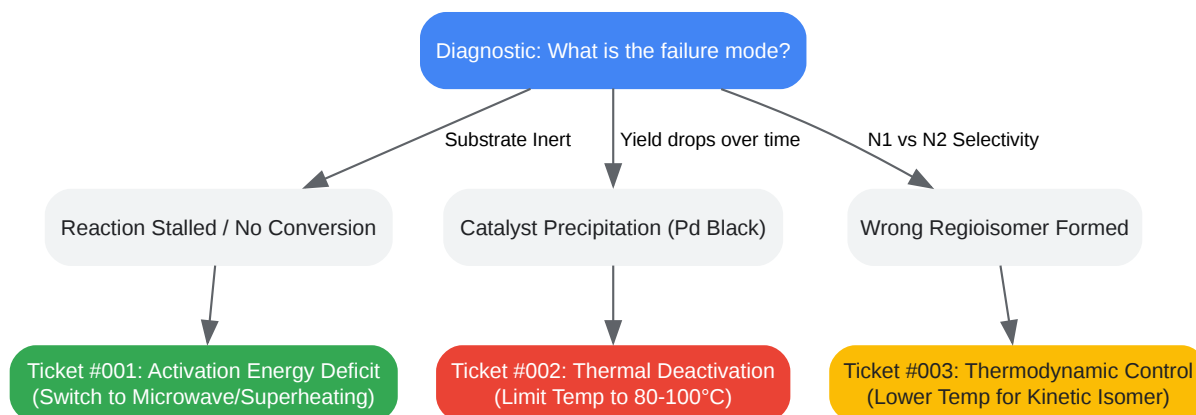 Diagnostic: What is the failure mode?
Substrate Inert
Yield drops over time
N1 vs N2 Selectivity
Reaction Stalled / No Conversion
Catalyst Precipitation (Pd Black)
Wrong Regioisomer Formed
Ticket #001: Activation Energy Deficit
(Switch to Microwave/Superheating)
Ticket #002: Thermal Deactivation
(Limit Temp to 80-100°C)
Ticket #003: Thermodynamic Control
(Lower Temp for Kinetic Isomer)